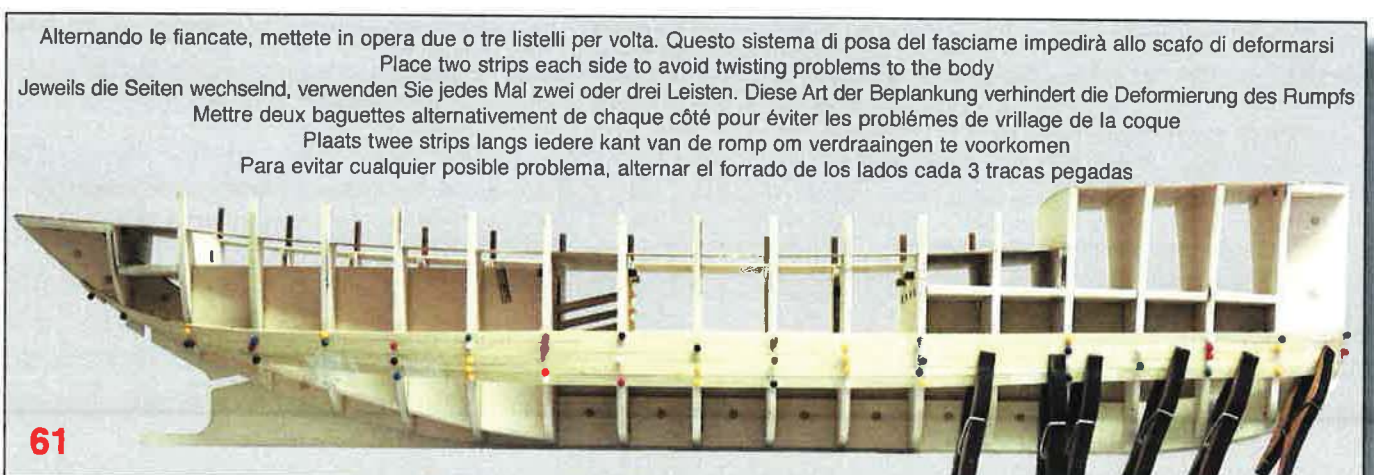 Alternando le fiancate, mettete in opera due o tre listelli per volta. Questo sistema di posa del fasciame impedirà allo scafo di deformarsi
Place two strips each side to avoid twisting problems to the body
Jeweils die Seiten wechselnd, verwenden Sie jedes Mal zwei oder drei Leisten. Diese Art der Beplankung verhindert die Deformierung des Rumpfs
Mettre deux baguettes alternativement de chaque côté pour éviter les problémes de vrillage de la coque
Plaats twee strips langs iedere kant van de romp om verdraaingen te voorkomen
Para evitar cualquier posible problema, alternar el forrado de los lados cada 3 tracas pegadas
61